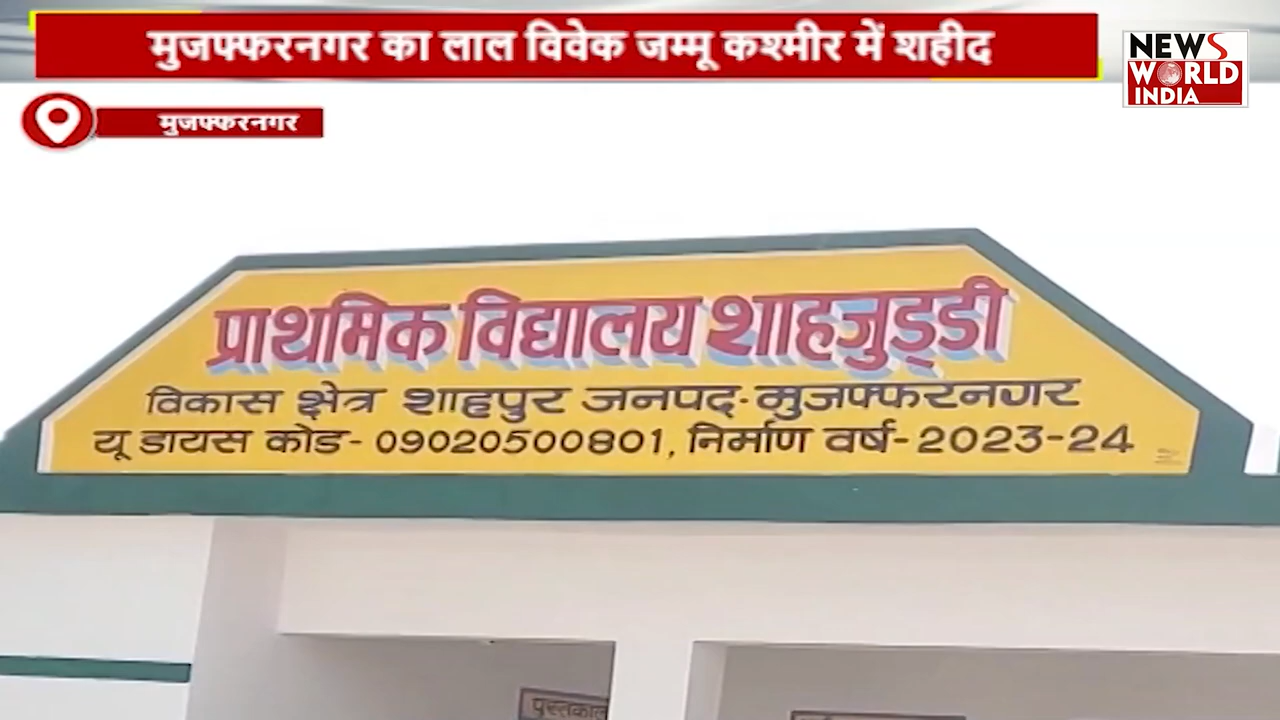 मुजफ्फरनगर का लाल विवेक जम्मू कश्मीर में शहीद
NEWS
WORLD
INDIA
मुजफ्फरनगर
प्राथमिक विद्यालय शाहजुड्डी
विकास क्षेत्र शाहपुर जनपद-मुजफ्फरनगर
यू डायस कोड- 09020500801, निर्माण वर्ष- 2023-24